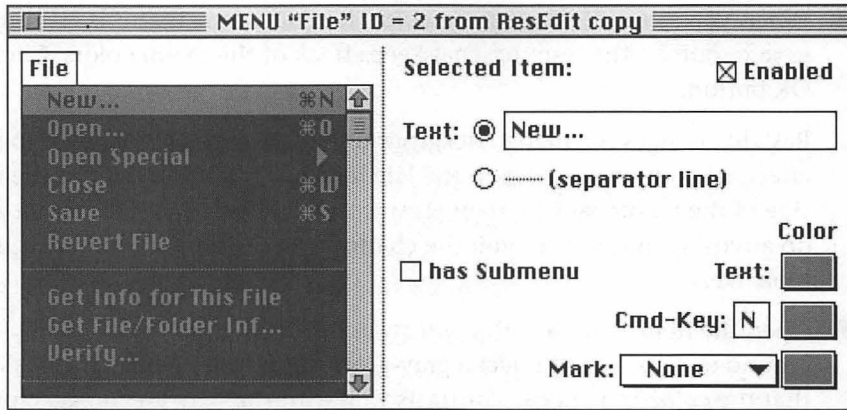 MENU “File” ID = 2 from ResEdit copy
File
New... ⌘N
Open... ⌘O
Open Special
Close ⌘W
Save ⌘S
Revert File
Get Info for This File
Get File/Folder Inf...
Verify...
Selected Item:
Enabled
Text: New...
(separator line)
Color
has Submenu
Text:
Cmd-Key: N
Mark: None